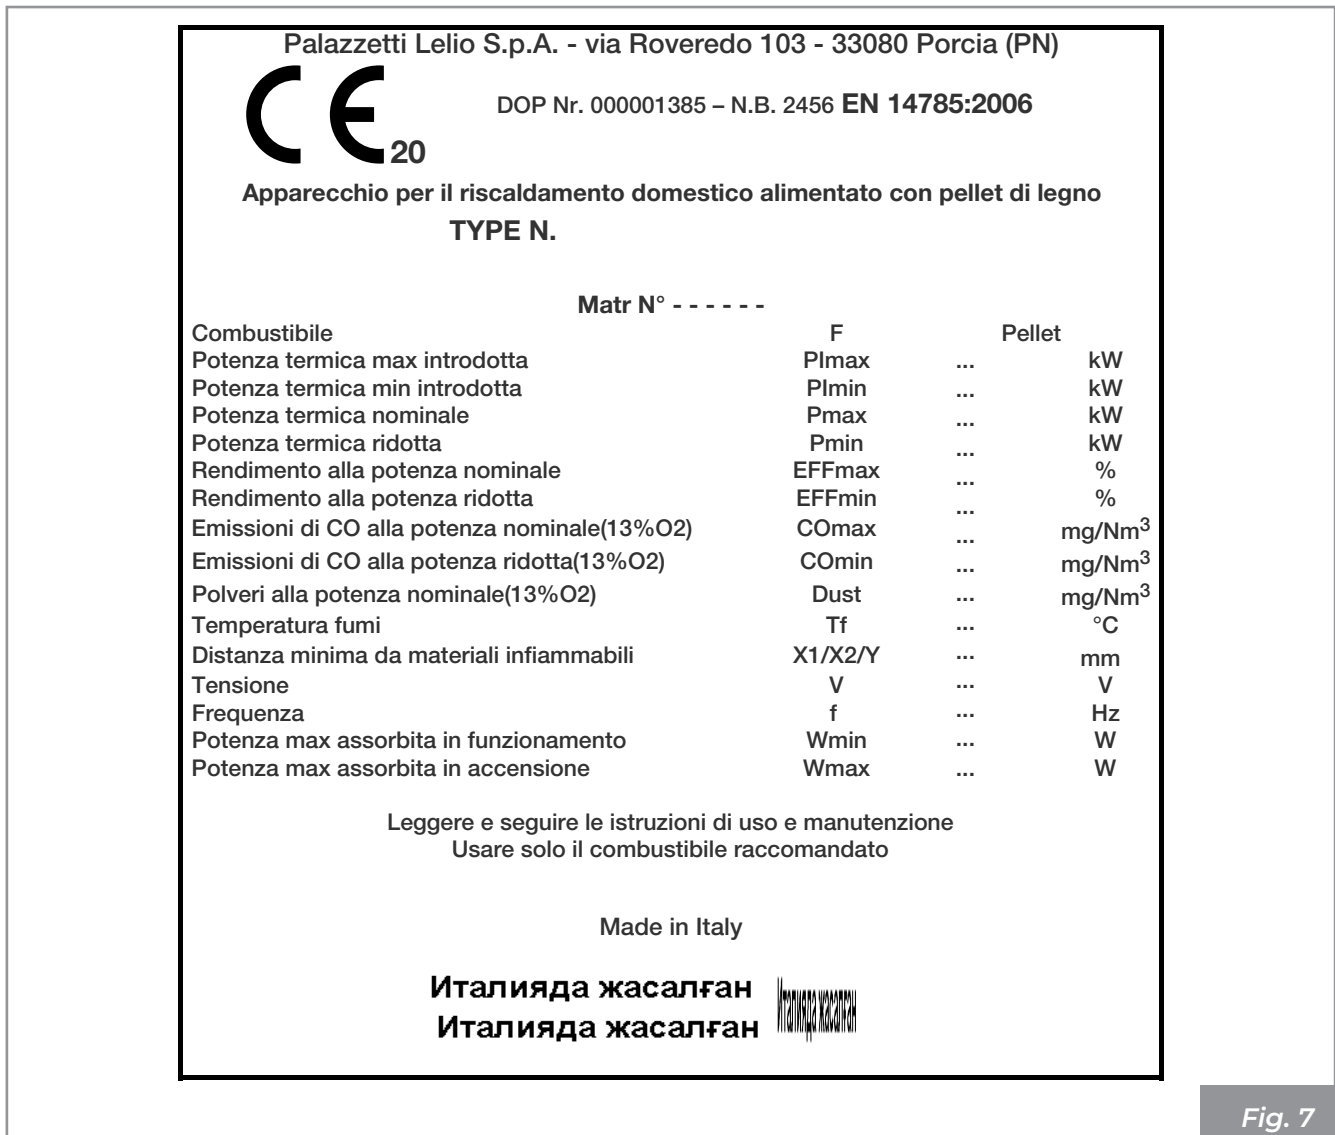 Palazzetti Lelio S.p.A. - via Roveredo 103 - 33080 Porcia (PN)
CE 20
DOP Nr. 000001385 – N.B. 2456 EN 14785:2006
Apparecchio per il riscaldamento domestico alimentato con pellet di legno
TYPE N.
Matr N° - - - - - -
Combustibile F Pellet
Potenza termica max introdotta PImax ... kW
Potenza termica min introdotta PImin ... kW
Potenza termica nominale Pmax ... kW
Potenza termica ridotta Pmin ... kW
Rendimento alla potenza nominale EFFmax ... %
Rendimento alla potenza ridotta EFFmin ... %
Emissioni di CO alla potenza nominale(13%O2) COmax ... mg/Nm³
Emissioni di CO alla potenza ridotta(13%O2) COmin ... mg/Nm³
Polveri alla potenza nominale(13%O2) Dust ... mg/Nm³
Temperatura fumi Tf ... °C
Distanza minima da materiali infiammabili X1/X2/Y ... mm
Tensione V ... V
Frequenza f ... Hz
Potenza max assorbita in funzionamento Wmin ... W
Potenza max assorbita in accensione Wmax ... W
Leggere e seguire le istruzioni di uso e manutenzione
Usare solo il combustibile raccomandato
Made in Italy
Италияда жасалған
Италияда жасалған
Италияда жасалған
Fig. 7